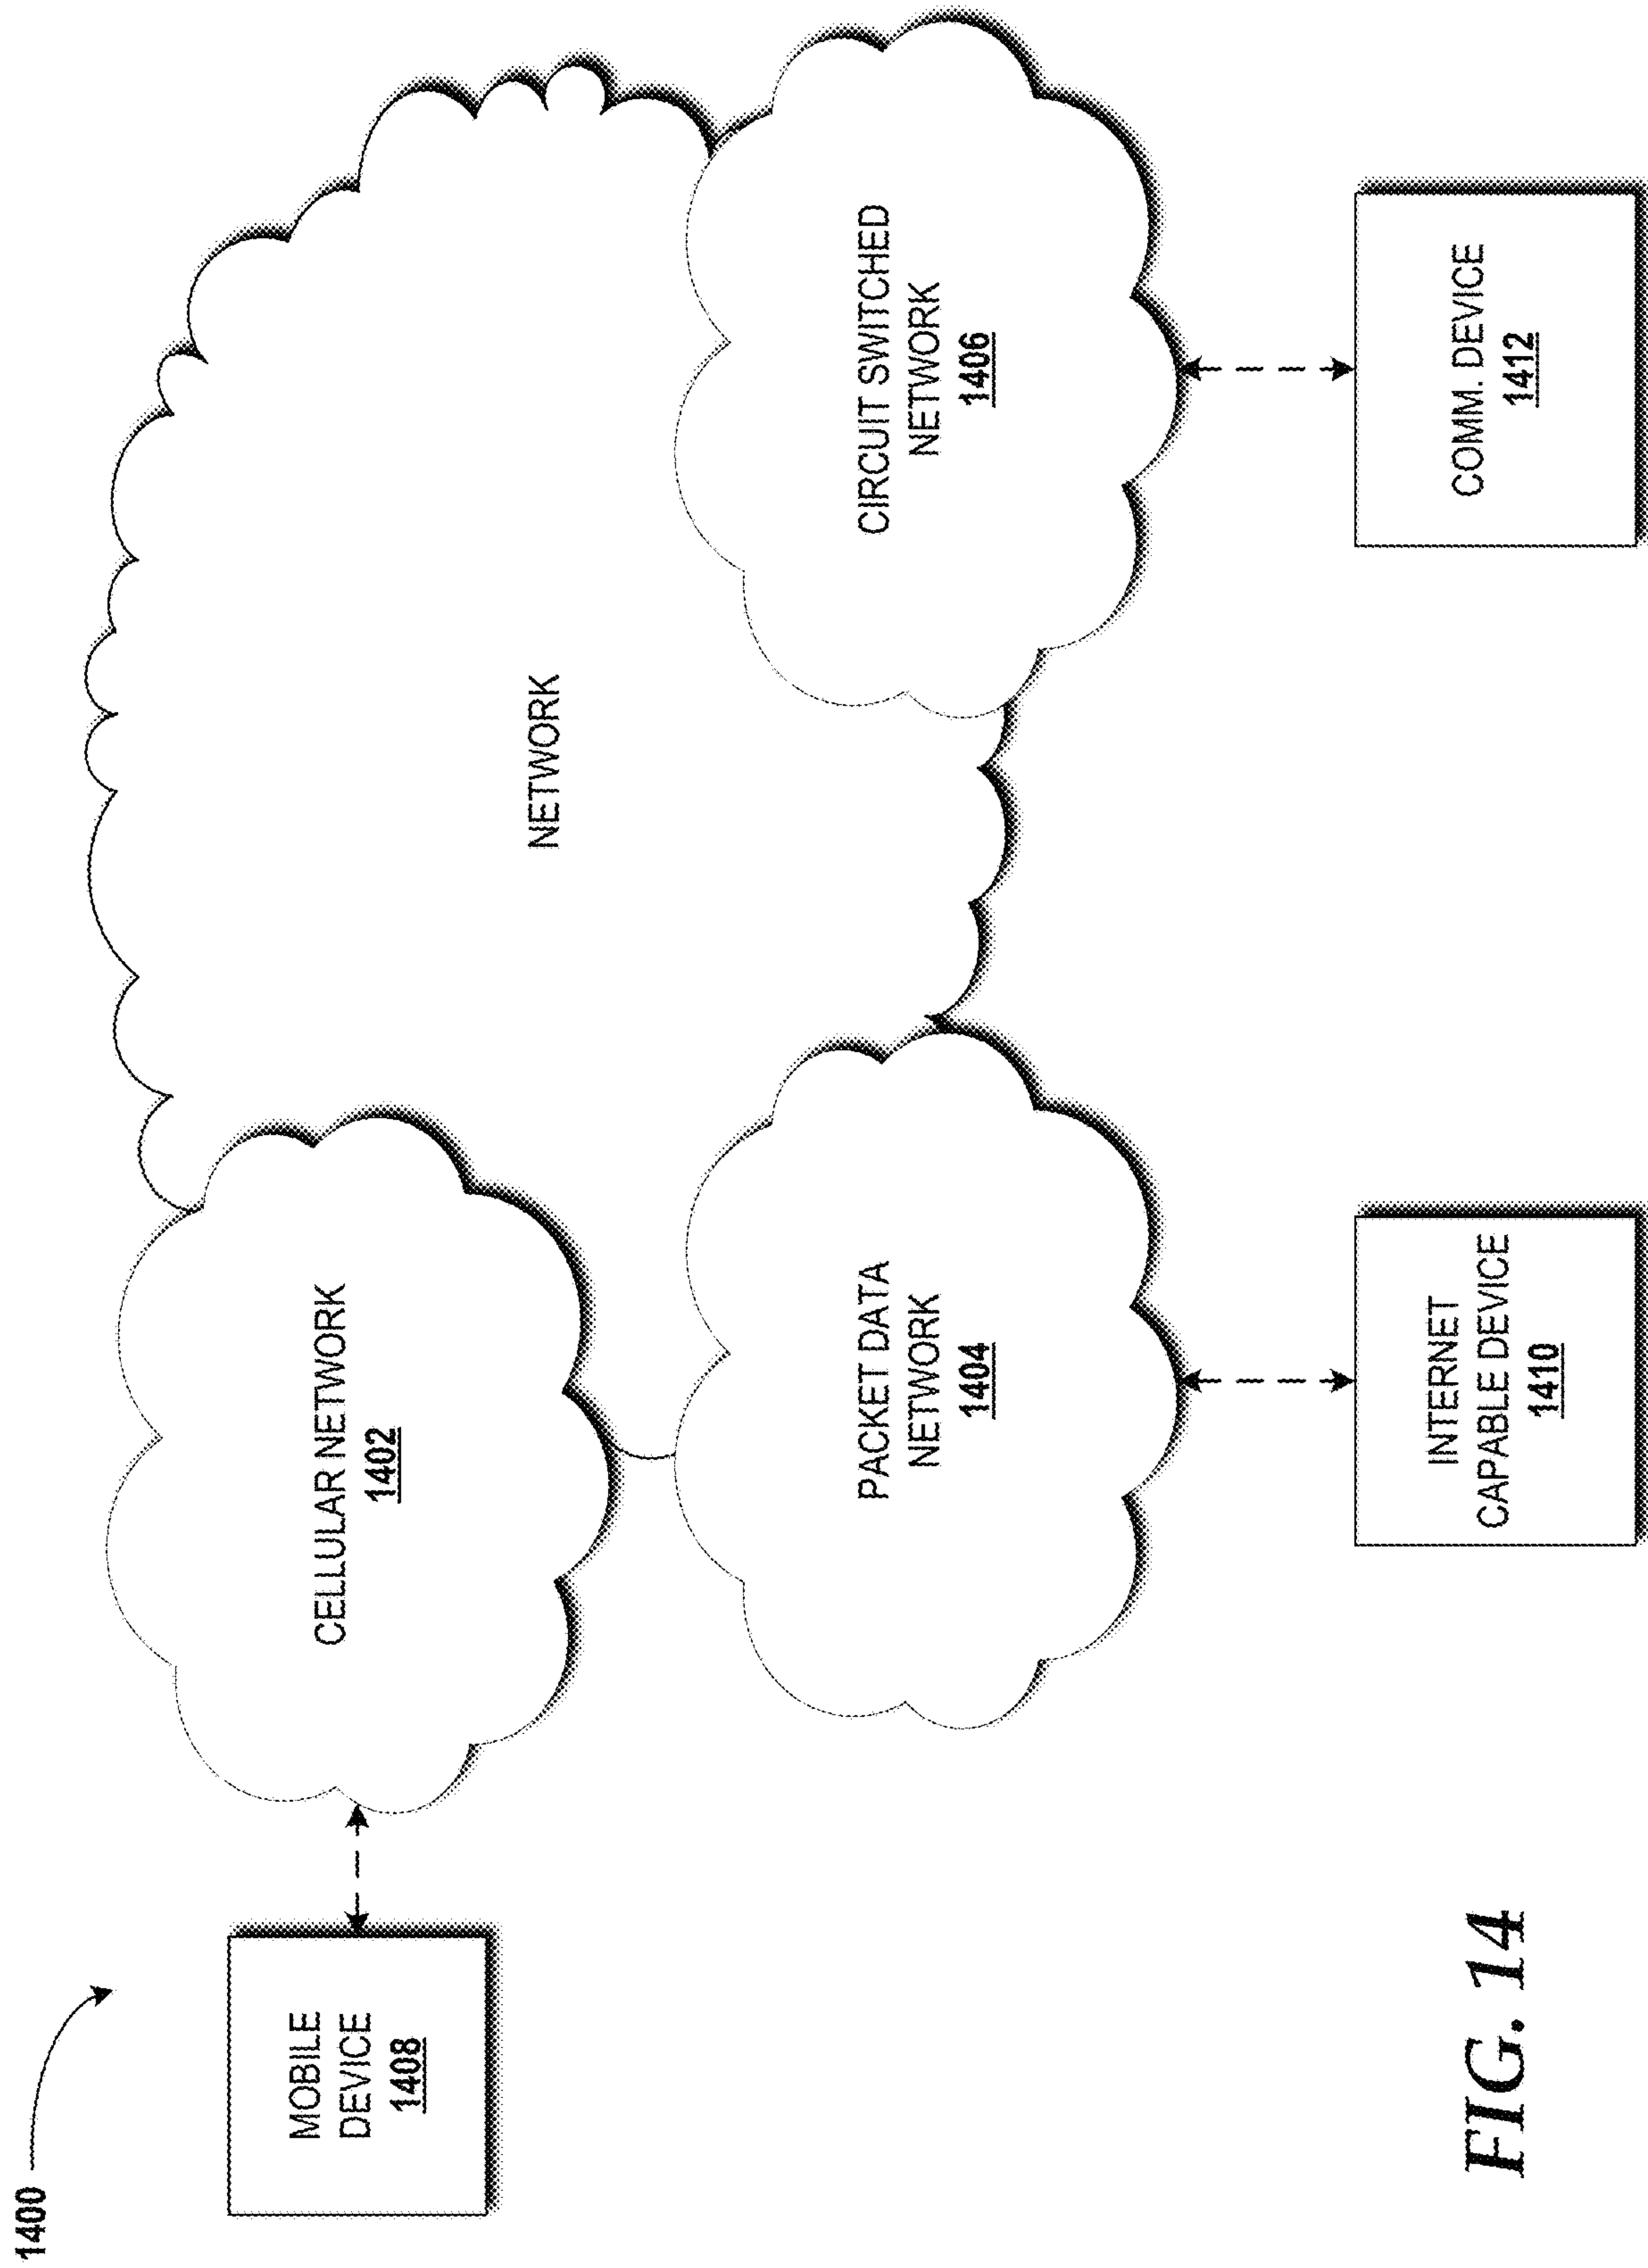 1400
MOBILE
DEVICE
1408
CELLULAR NETWORK
1402
NETWORK
PACKET DATA
NETWORK
1404
CIRCUIT SWITCHED
NETWORK
1406
INTERNET
CAPABLE DEVICE
1410
COMM. DEVICE
1412
FIG. 14